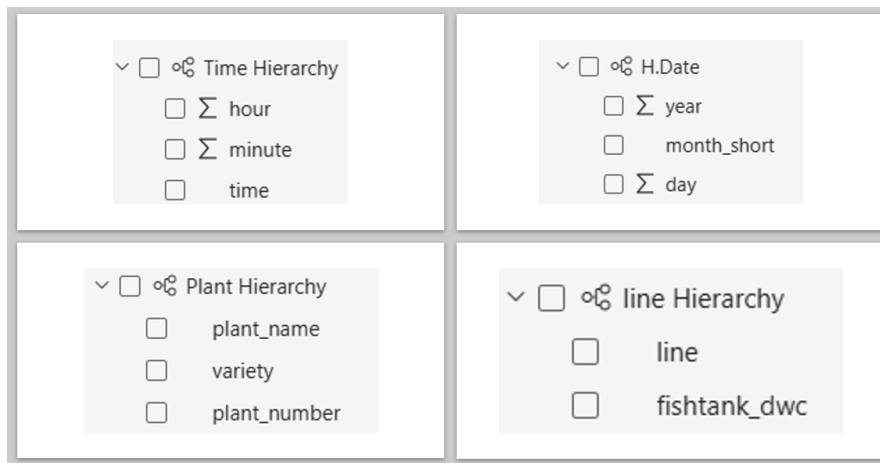 Time Hierarchy
Σ hour
Σ minute
time
H.Date
Σ year
month_short
Σ day
Plant Hierarchy
plant_name
variety
plant_number
line Hierarchy
line
fishtank_dwc